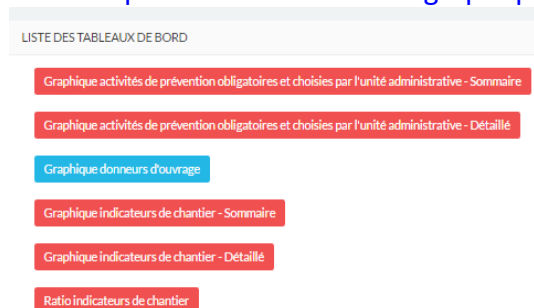 LISTE DES TABLEAUX DE BORD
Graphique activités de prévention obligatoires et choisies par l'unité administrative - Sommaire
Graphique activités de prévention obligatoires et choisies par l'unité administrative - Détaillé
Graphique donneurs d'ouvrage
Graphique indicateurs de chantier - Sommaire
Graphique indicateurs de chantier - Détaillé
Ratio indicateurs de chantier